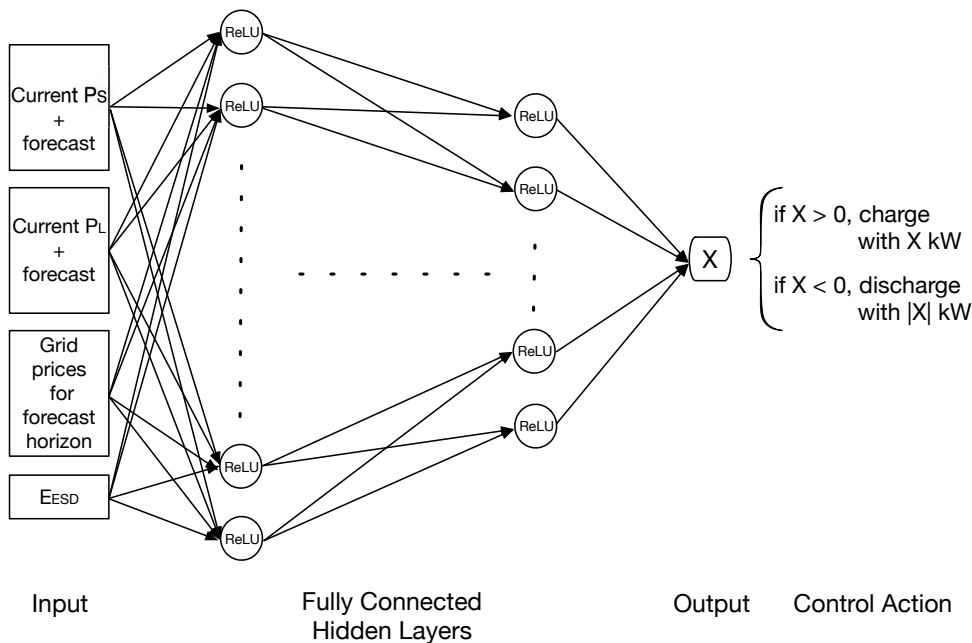 Current PS
+
forecast
Current PL
+
forecast
Grid
prices
for
forecast
horizon
EESD
ReLU
ReLU
ReLU
ReLU
ReLU
ReLU
ReLU
ReLU
X
if X > 0, charge
with X kW
if X < 0, discharge
with |X| kW
Input
Fully Connected
Hidden Layers
Output
Control Action